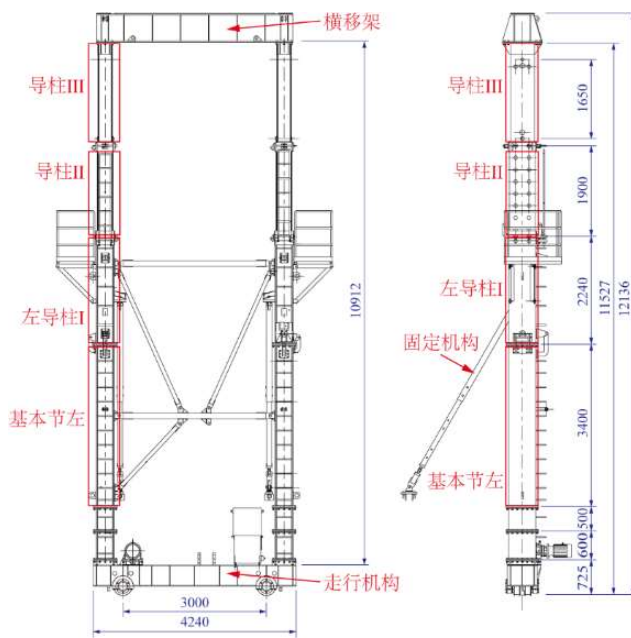 横移架
导柱III
导柱II
左导柱I
基本节左
走行机构
10912
3000
4240
导柱III
导柱II
左导柱I
固定机构
基本节左
1650
1900
2240
3400
500
600
725
11527
12136